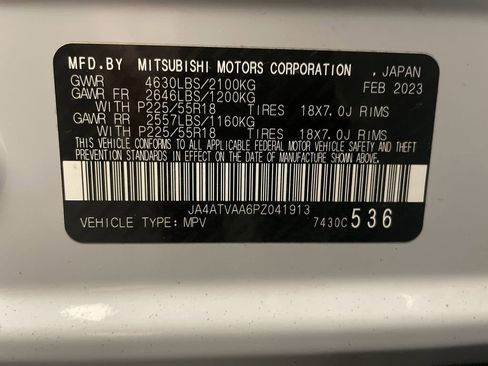 MFD.BY MITSUBISHI MOTORS CORPORATION , JAPAN
GVWR 4630LBS/2100KG FEB 2023
GAWR FR 2646LBS/1200KG
WITH P225/55R18 TIRES 18X7.0J RIMS
GAWR RR 2557LBS/1160KG
WITH P225/55R18 TIRES 18X7.0J RIMS
THIS VEHICLE CONFORMS TO ALL APPLICABLE FEDERAL MOTOR VEHICLE SAFETY AND
THEFT PREVENTION STANDARDS IN EFFECT ON THE DATE OF MANUFACTURE SHOWN ABOVE.
JA4ATVAA6PZ041913
VEHICLE TYPE: MPV 7430C 536